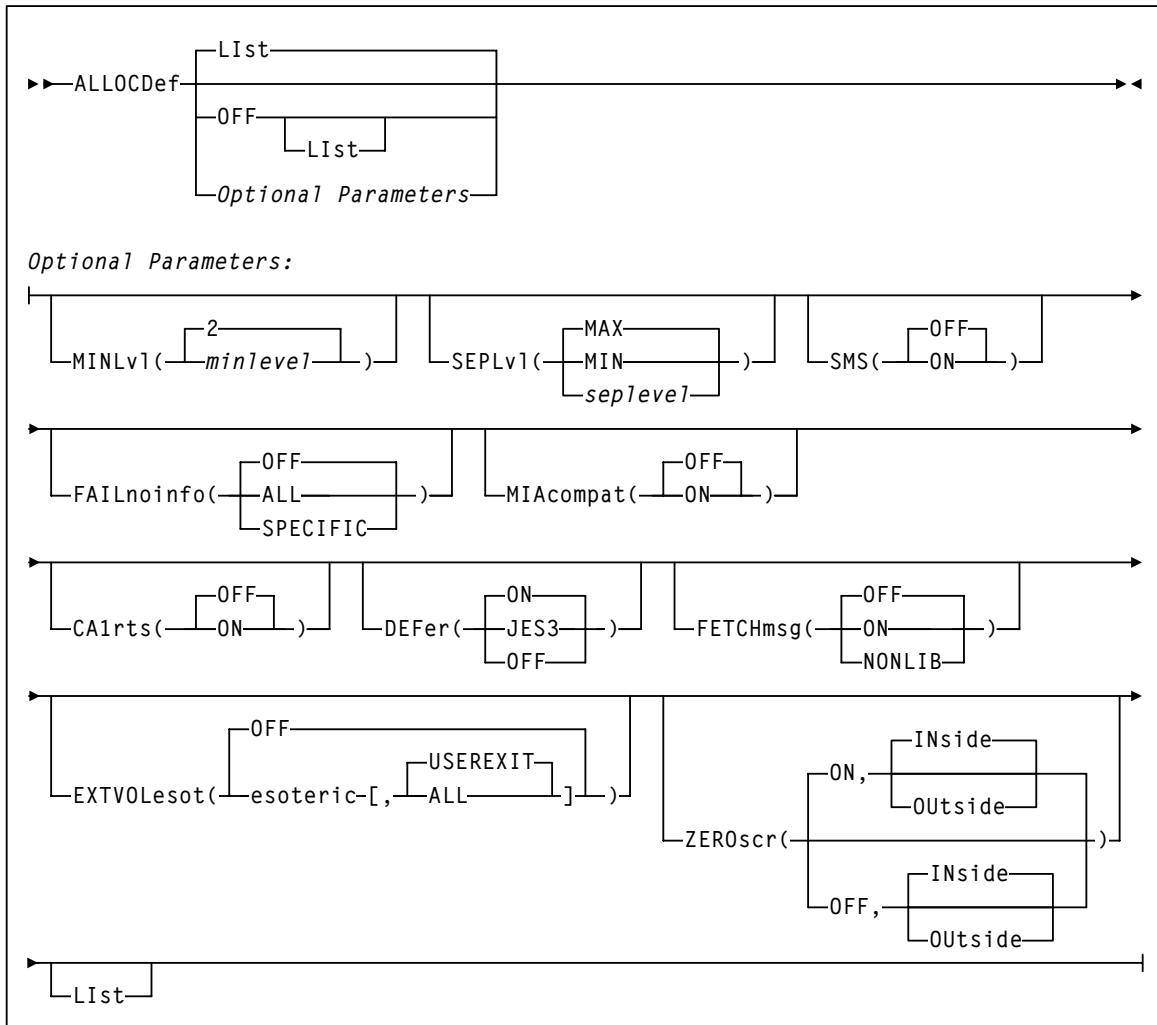 LIst
ALLOCDef
OFF
LIst
Optional Parameters
Optional Parameters:
2
MINLvl( minlevel )
MAX
SEPLvl( MIN )
seplevel
OFF
SMS( ON )
OFF
FAILnoinfo( ALL )
SPECIFIC
OFF
MIAcompat( ON )
OFF
CA1rts( ON )
ON
DEFer( JES3 )
OFF
OFF
FETCHmsg( ON )
NONLIB
OFF
USEREXIT
EXTVOLesot( esoteric [, ALL ] )
INside
ON,
OUtside
ZEROscr( )
INside
OFF,
OUtside
LIst